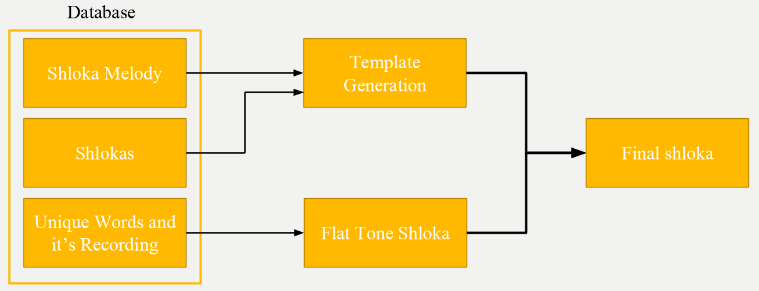 Database
Shloka Melody
Template
Generation
Shlokas
Final shloka
Unique Words and
it's Recording
Flat Tone Shloka